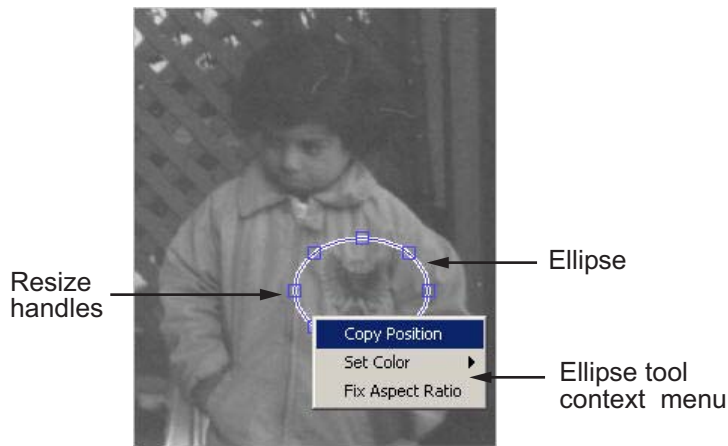 Ellipse
Resize
handles
Copy Position
Set Color
Fix Aspect Ratio
Ellipse tool
context menu